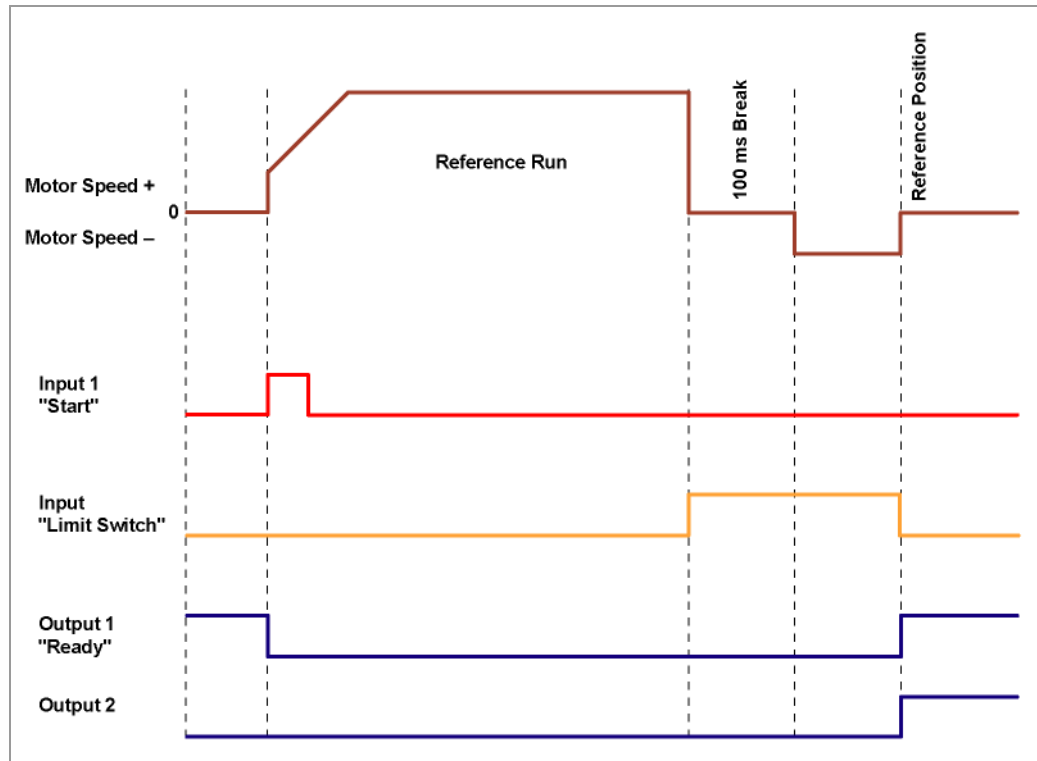 Reference Run
100 ms Break
Reference Position
Motor Speed +
0
Motor Speed –
Input 1
"Start"
Input
"Limit Switch"
Output 1
"Ready"
Output 2